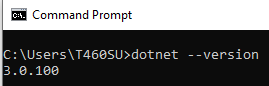 Command Prompt
C:\Users\T460SU>dotnet --version
3.0.100